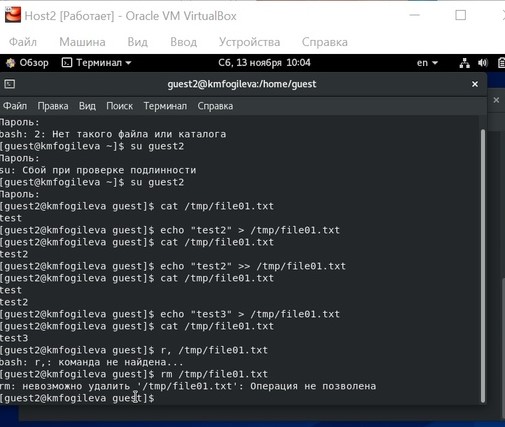 Host2 [Работает] - Oracle VM VirtualBox
Файл Машина Вид Ввод Устройства Справка
Обзор Терминал Сб, 13 ноября 10:04 en
guest2@kmfogileva:/home/guest
Файл Правка Вид Поиск Терминал Справка
Пароль:
bash: 2: Нет такого файла или каталога
[guest@kmfogileva ~]$ su guest2
Пароль:
su: Сбой при проверке подлинности
[guest@kmfogileva ~]$ su guest2
Пароль:
[guest2@kmfogileva guest]$ cat /tmp/file01.txt
test
[guest2@kmfogileva guest]$ echo "test2" > /tmp/file01.txt
[guest2@kmfogileva guest]$ cat /tmp/file01.txt
test2
[guest2@kmfogileva guest]$ echo "test2" >> /tmp/file01.txt
[guest2@kmfogileva guest]$ cat /tmp/file01.txt
test
test2
[guest2@kmfogileva guest]$ echo "test3" > /tmp/file01.txt
[guest2@kmfogileva guest]$ cat /tmp/file01.txt
test3
[guest2@kmfogileva guest]$ r, /tmp/file01.txt
bash: r,: команда не найдена...
[guest2@kmfogileva guest]$ rm /tmp/file01.txt
rm: невозможно удалить '/tmp/file01.txt': Операция не позволена
[guest2@kmfogileva guest]$